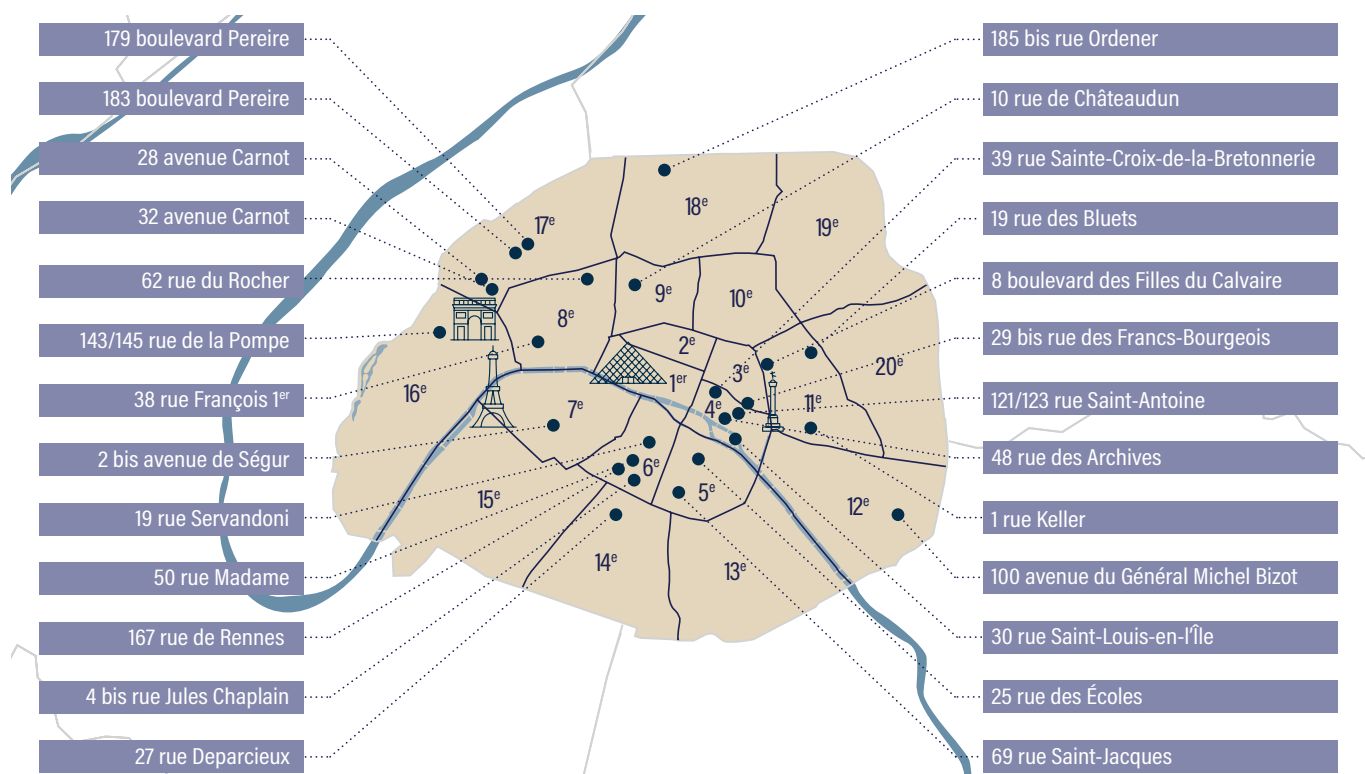 179 boulevard Pereire
183 boulevard Pereire
28 avenue Carnot
32 avenue Carnot
62 rue du Rocher
143/145 rue de la Pompe
38 rue François 1er
2 bis avenue de Ségur
19 rue Servandoni
50 rue Madame
167 rue de Rennes
4 bis rue Jules Chaplain
27 rue Deparcieux
18e
17e
19e
9e
10e
8e
2e
3e
20e
1er
16e
7e
4e
11e
6e
5e
15e
12e
14e
13e
185 bis rue Ordener
10 rue de Châteaudun
39 rue Sainte-Croix-de-la-Bretonnerie
19 rue des Bluets
8 boulevard des Filles du Calvaire
29 bis rue des Francs-Bourgeois
121/123 rue Saint-Antoine
48 rue des Archives
1 rue Keller
100 avenue du Général Michel Bizot
30 rue Saint-Louis-en-l'Île
25 rue des Écoles
69 rue Saint-Jacques